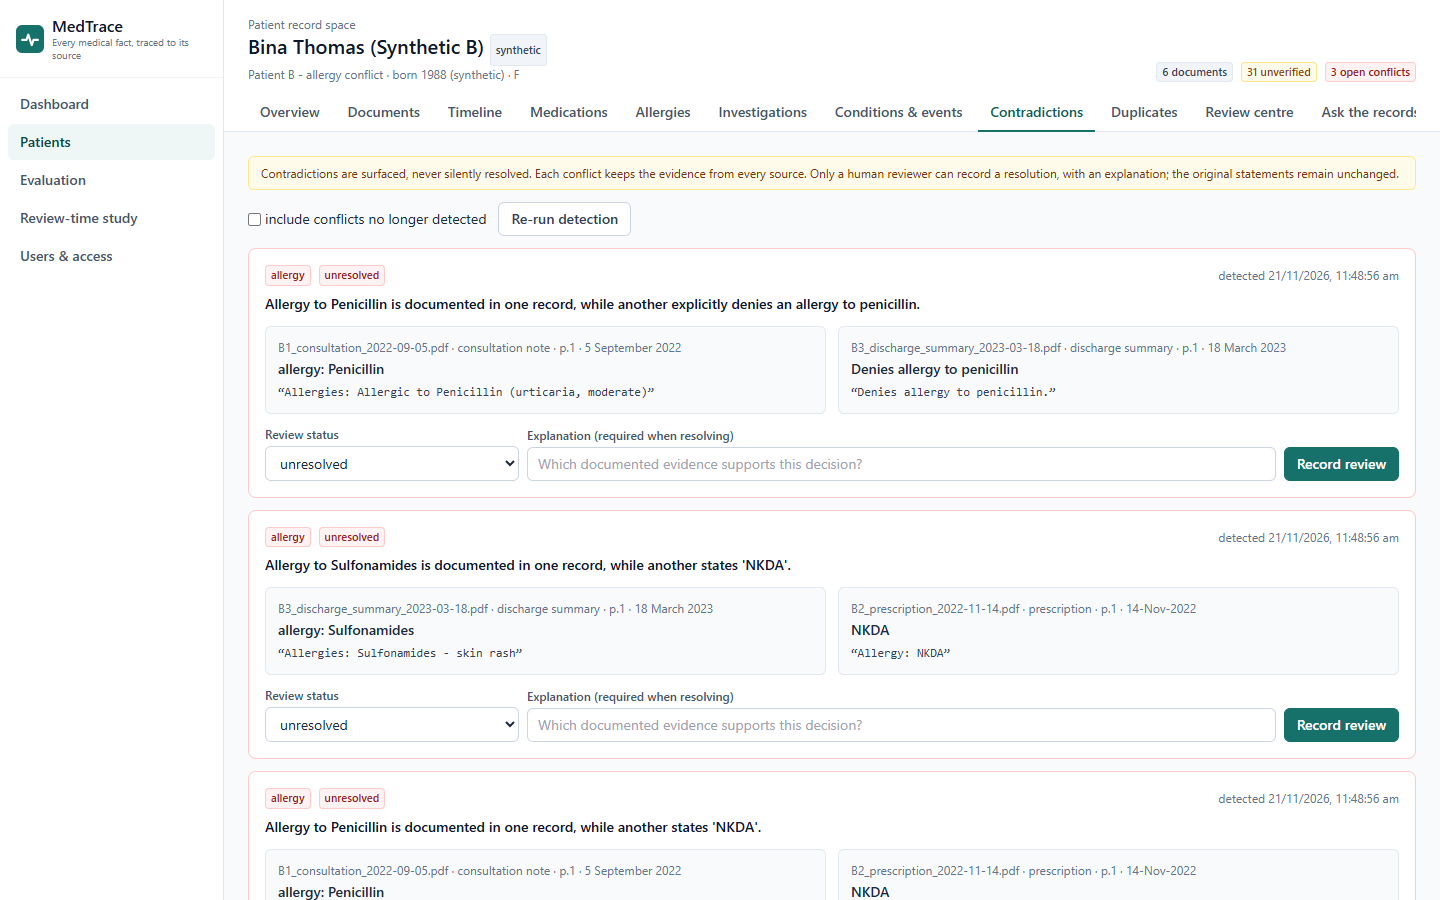 MedTrace
Every medical fact, traced to its
source
Dashboard
Patients
Evaluation
Review-time study
Users & access
Patient record space
Bina Thomas (Synthetic B) synthetic
Patient B - allergy conflict · born 1988 (synthetic) · F
6 documents 31 unverified 3 open conflicts
Overview Documents Timeline Medications Allergies Investigations Conditions & events Contradictions Duplicates Review centre Ask the records
Contradictions are surfaced, never silently resolved. Each conflict keeps the evidence from every source. Only a human reviewer can record a resolution, with an explanation; the original statements remain unchanged.
include conflicts no longer detected Re-run detection
allergy unresolved detected 21/11/2026, 11:48:56 am
Allergy to Penicillin is documented in one record, while another explicitly denies an allergy to penicillin.
B1_consultation_2022-09-05.pdf · consultation note · p.1 · 5 September 2022
allergy: Penicillin
“Allergies: Allergic to Penicillin (urticaria, moderate)”
B3_discharge_summary_2023-03-18.pdf · discharge summary · p.1 · 18 March 2023
Denies allergy to penicillin
“Denies allergy to penicillin.”
Review status
unresolved
Explanation (required when resolving)
Which documented evidence supports this decision?
Record review
allergy unresolved detected 21/11/2026, 11:48:56 am
Allergy to Sulfonamides is documented in one record, while another states 'NKDA'.
B3_discharge_summary_2023-03-18.pdf · discharge summary · p.1 · 18 March 2023
allergy: Sulfonamides
“Allergies: Sulfonamides - skin rash”
B2_prescription_2022-11-14.pdf · prescription · p.1 · 14-Nov-2022
NKDA
“Allergy: NKDA”
Review status
unresolved
Explanation (required when resolving)
Which documented evidence supports this decision?
Record review
allergy unresolved detected 21/11/2026, 11:48:56 am
Allergy to Penicillin is documented in one record, while another states 'NKDA'.
B1_consultation_2022-09-05.pdf · consultation note · p.1 · 5 September 2022
allergy: Penicillin
B2_prescription_2022-11-14.pdf · prescription · p.1 · 14-Nov-2022
NKDA